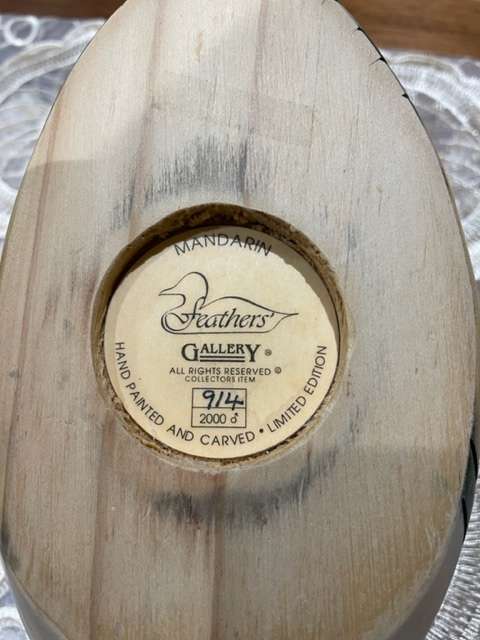 MANDARIN
Feathers'
GALLERY ®
ALL RIGHTS RESERVED ©
COLLECTORS ITEM
914
2000 ♂
HAND PAINTED AND CARVED • LIMITED EDITION